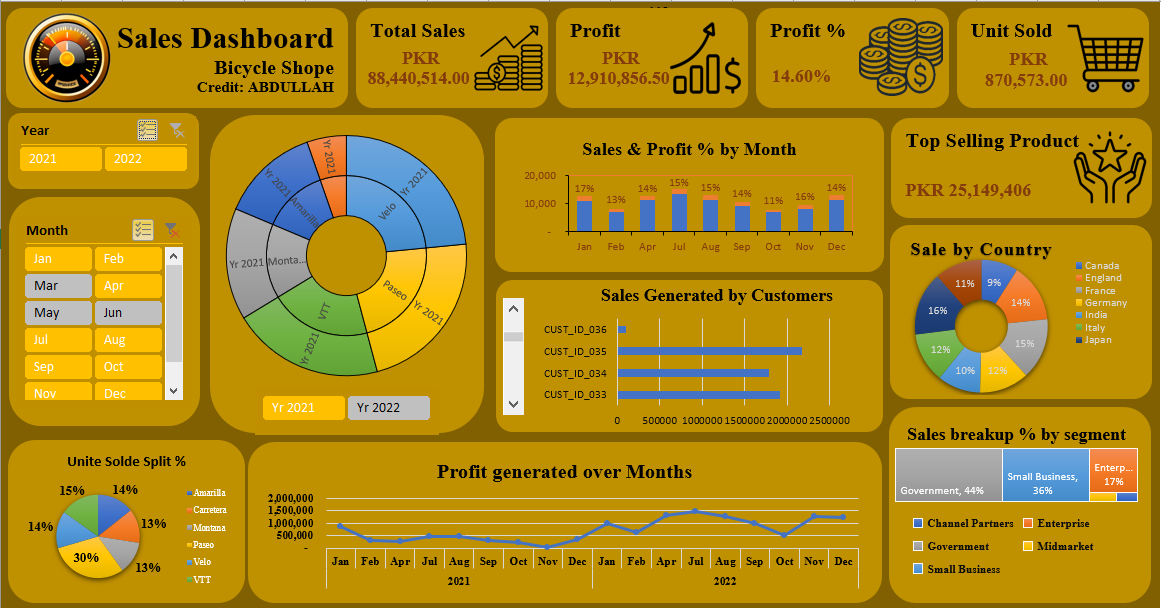 Sales Dashboard
Bicycle Shope
Credit: ABDULLAH
Total Sales
PKR
88,440,514.00
Profit
PKR
12,910,856.50
Profit %
14.60%
Unit Sold
PKR
870,573.00
Year
2021
2022
Month
Jan
Feb
Mar
Apr
May
Jun
Jul
Aug
Sep
Oct
Nov
Dec
Yr 2021
Velo
Yr 2021
Paseo
Yr 2021
VTT
Yr 2021
Monta...
Yr 2021
Amarilla
Yr 2021
Yr 2021
Yr 2022
Sales & Profit % by Month
20,000
10,000
-
17%
13%
14%
15%
15%
14%
11%
16%
14%
Jan
Feb
Apr
Jul
Aug
Sep
Oct
Nov
Dec
Top Selling Product
PKR 25,149,406
Sales Generated by Customers
CUST_ID_036
CUST_ID_035
CUST_ID_034
CUST_ID_033
0
500000
1000000
1500000
2000000
2500000
Sale by Country
9%
14%
15%
12%
10%
12%
16%
11%
Canada
England
France
Germany
India
Italy
Japan
Unite Solde Split %
14%
13%
13%
30%
14%
15%
Amarilla
Carretera
Montana
Paseo
Velo
VTT
Profit generated over Months
2,000,000
1,500,000
1,000,000
500,000
-
Jan Feb Apr Jul Aug Sep Oct Nov Dec Jan Feb Apr Jul Aug Sep Oct Nov Dec
2021
2022
Sales breakup % by segment
Government, 44%
Small Business,
36%
Enterp...
17%
Channel Partners
Enterprise
Government
Midmarket
Small Business